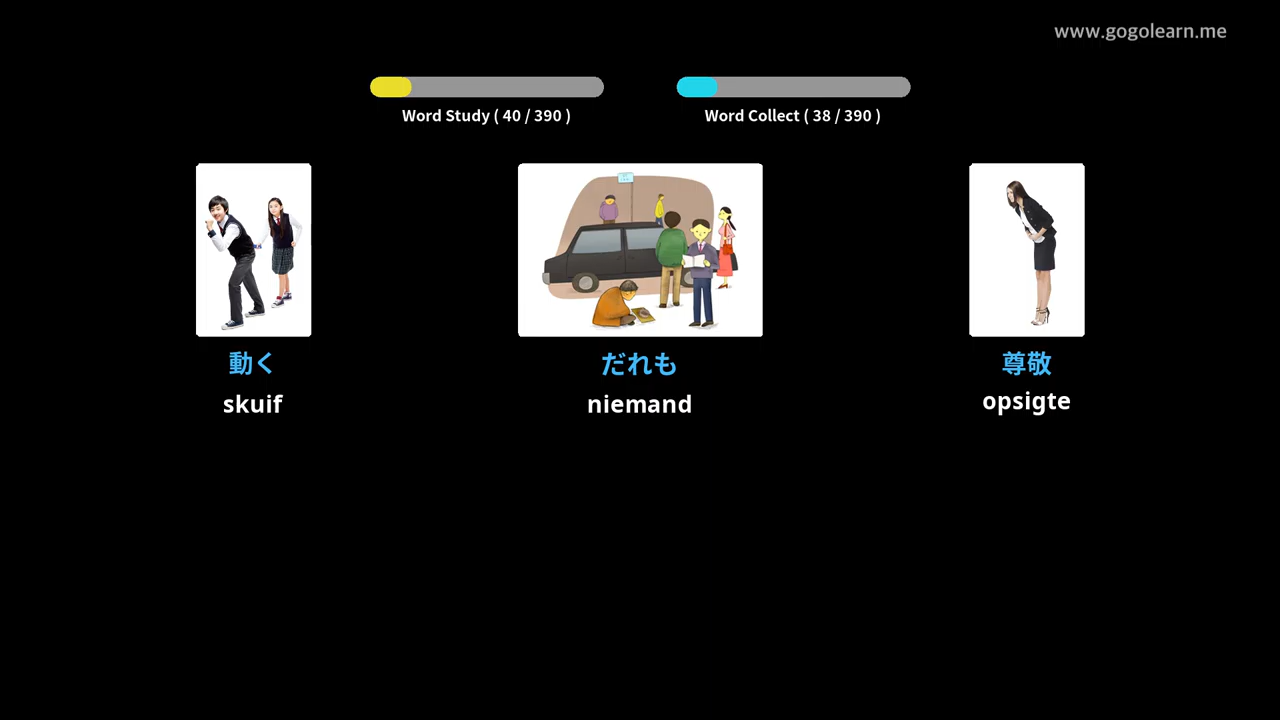 www.gogolearn.me
Word Study ( 40 / 390 )
Word Collect ( 38 / 390 )
動く
skuif
だれも
niemand
尊敬
opsigte